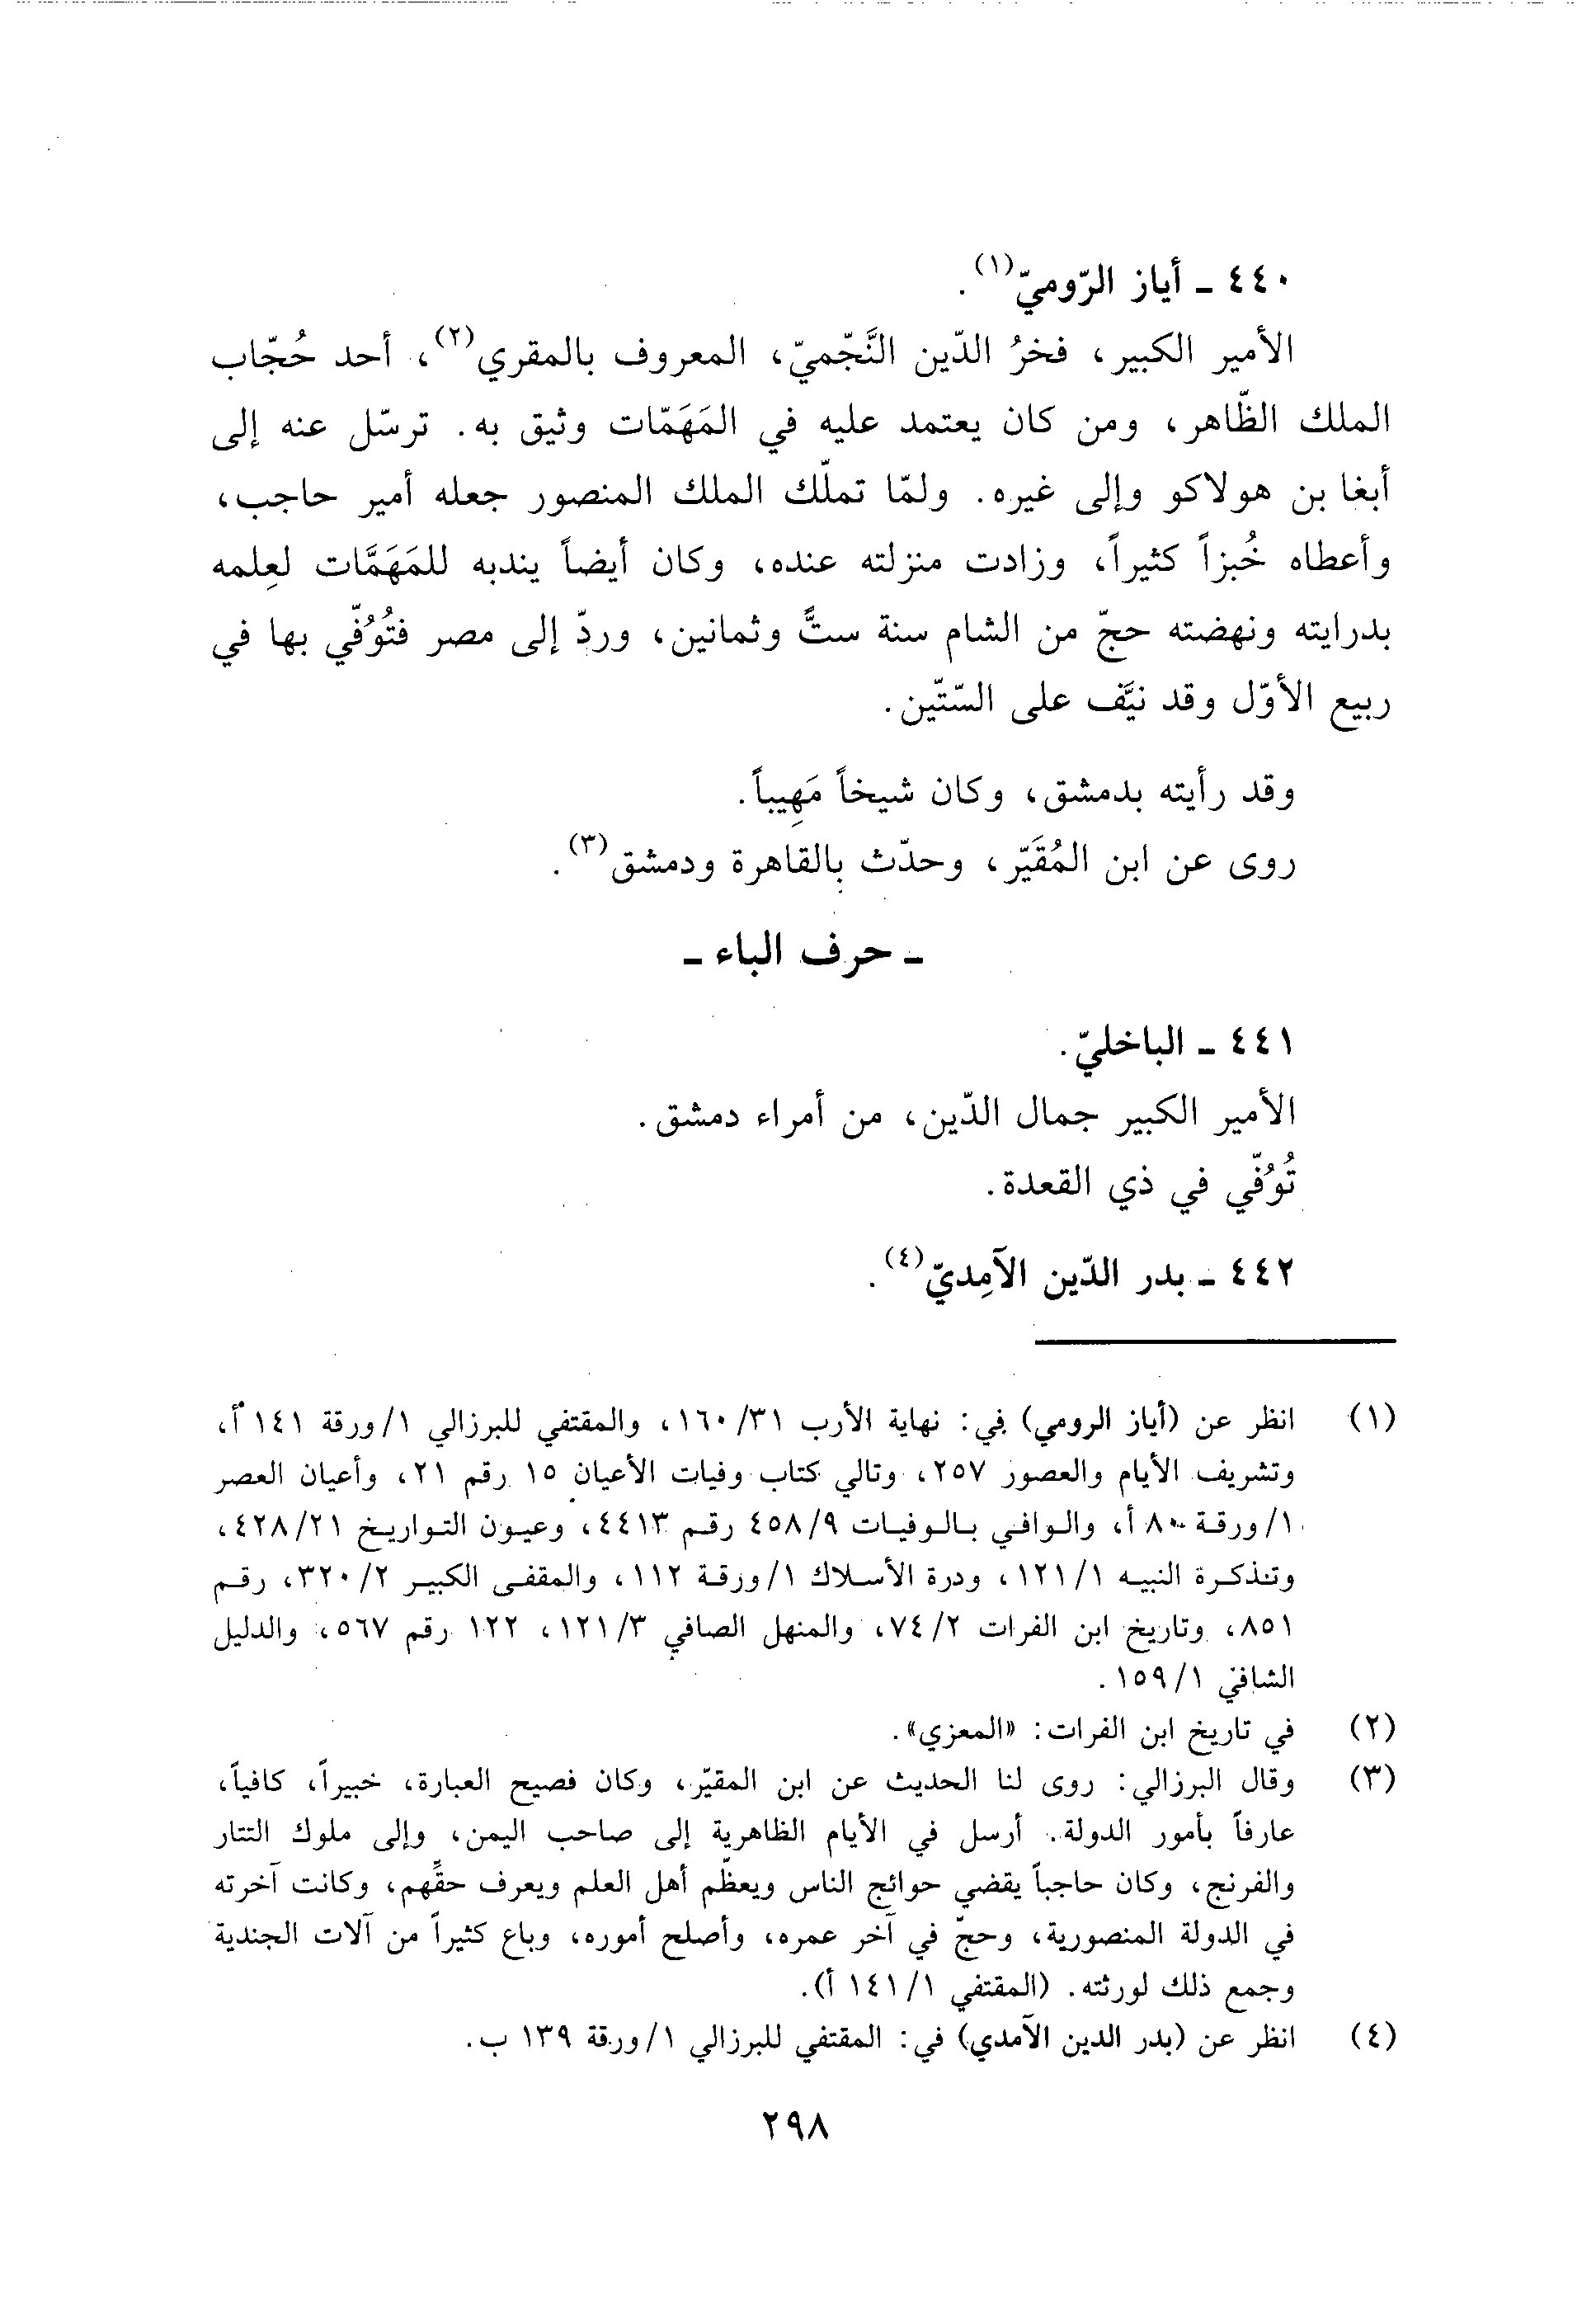 ٤٤٠ ـ أياز الرّوميّ(١).
الأمير الكبير، فخرُ الدّين النَّجّميّ، المعروف بالمقري(٢)، أحد حُجّاب
الملك الظّاهر، ومن كان يعتمد عليه في المَهَمّات وثيق به. ترسّل عنه إلى
أبغا بن هولاكو وإلى غيره. ولمّا تملّك الملك المنصور جعله أمير حاجب،
وأعطاه خُبزاً كثيراً، وزادت منزلته عنده، وكان أيضاً يندبه للمَهَمَّات لعِلمه
بدرايته ونهضته حجّ من الشام سنة ستٍّ وثمانين، وردّ إلى مصر فتُوُفّي بها في
ربيع الأوّل وقد نيَّف على السّتّين.
وقد رأيته بدمشق، وكان شيخاً مَهِيباً.
روى عن ابن المُقَيّر، وحدّث بالقاهرة ودمشق(٣).
ـ حرف الباء ـ
٤٤١ ـ الباخليّ.
الأمير الكبير جمال الدّين، من أمراء دمشق.
تُوُفّي في ذي القعدة.
٤٤٢ ـ بدر الدّين الآمِديّ(٤).
(١) انظر عن (أياز الرومي) في: نهاية الأرب ٣١/ ١٦٠، والمقتفي للبرزالي ١/ ورقة ١٤١ أ،
وتشريف الأيام والعصور ٢٥٧، وتالي كتاب وفيات الأعيان ١٥ رقم ٢١، وأعيان العصر
١/ ورقة ٨٠ أ، والوافي بالوفيات ٩/ ٤٥٨ رقم ٤٤١٣، وعيون التواريخ ٢١/ ٤٢٨،
وتذكرة النبيه ١/ ١٢١، ودرة الأسلاك ١/ ورقة ١١٢، والمقفى الكبير ٢/ ٣٢٠، رقم
٨٥١، وتاريخ ابن الفرات ٢/ ٧٤، والمنهل الصافي ٣/ ١٢١، ١٢٢ رقم ٥٦٧، والدليل
الشافي ١/ ١٥٩.
(٢) في تاريخ ابن الفرات: «المعزي».
(٣) وقال البرزالي: روى لنا الحديث عن ابن المقيّر، وكان فصيح العبارة، خبيراً، كافياً،
عارفاً بأمور الدولة. أرسل في الأيام الظاهرية إلى صاحب اليمن، وإلى ملوك التتار
والفرنج، وكان حاجباً يقضي حوائج الناس ويعظّم أهل العلم ويعرف حقّهم، وكانت آخرته
في الدولة المنصورية، وحجّ في آخر عمره، وأصلح أموره، وباع كثيراً من آلات الجندية
وجمع ذلك لورثته. (المقتفي ١/ ١٤١ أ).
(٤) انظر عن (بدر الدين الآمدي) في: المقتفي للبرزالي ١/ ورقة ١٣٩ ب.
٢٩٨